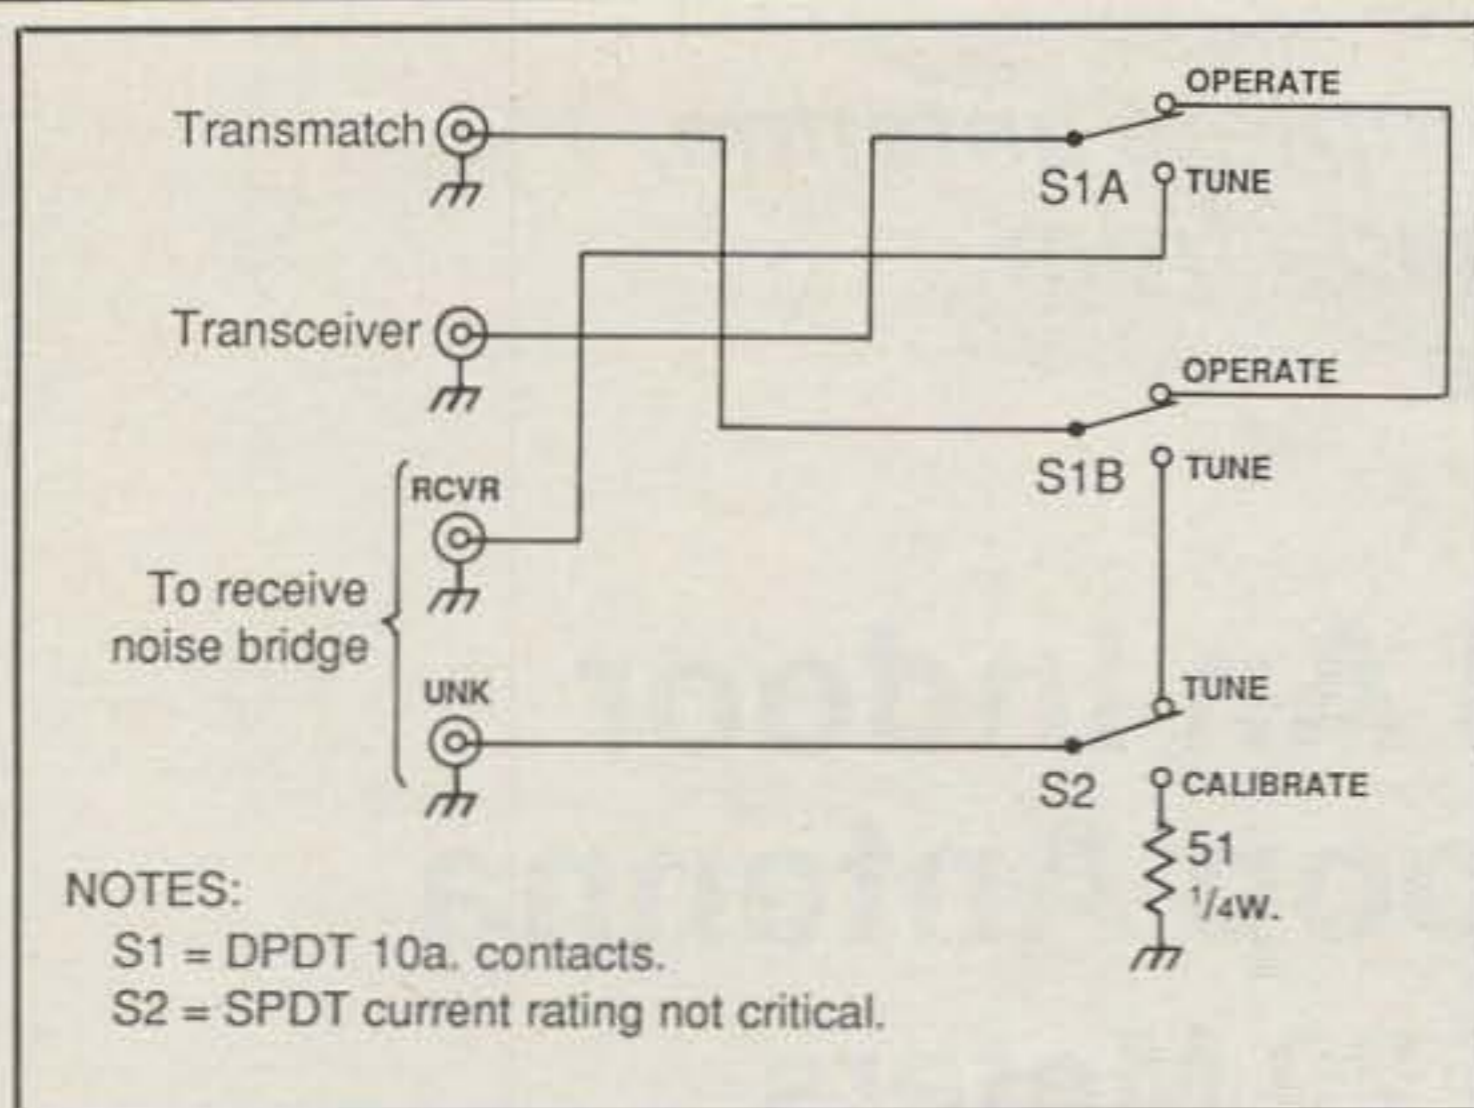 OPERATE
Transmatch
S1A
TUNE
Transceiver
OPERATE
S1B
TUNE
RCVR
To receive
noise bridge
UNK
TUNE
S2
CALIBRATE
51
1/4W.
NOTES:
S1 = DPDT 10a. contacts.
S2 = SPDT current rating not critical.